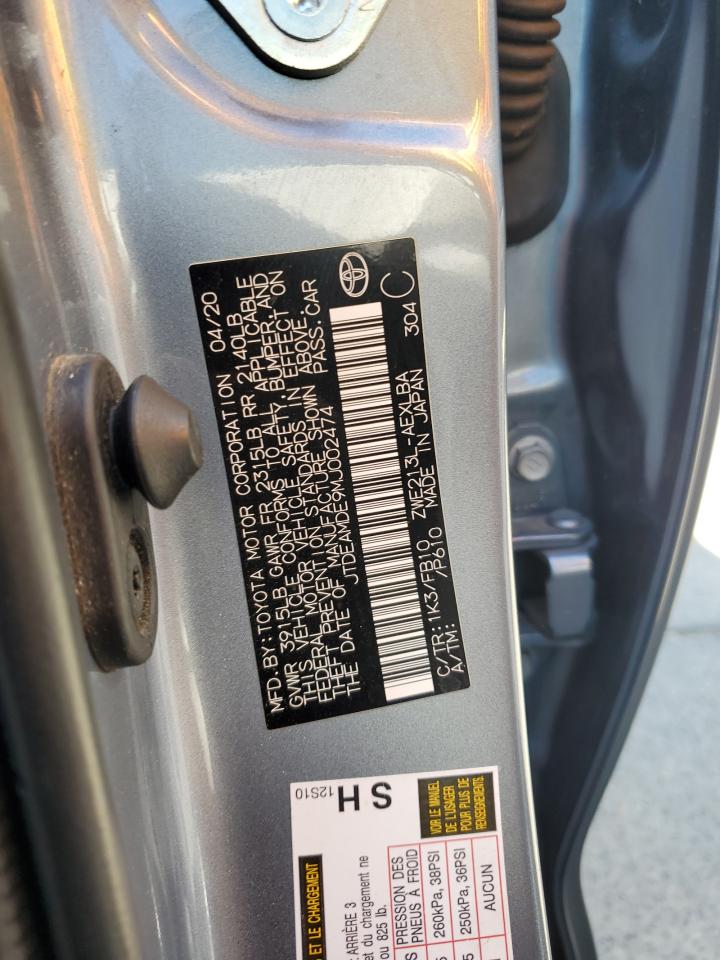 MFD. BY: TOYOTA MOTOR CORPORATION 04/20
GVWR 3915LB GAWR FR 2315LB RR 2140LB
THIS VEHICLE CONFORMS TO ALL APPLICABLE
FEDERAL MOTOR VEHICLE SAFETY, BUMPER, AND
THEFT PREVENTION STANDARDS IN EFFECT ON
THE DATE OF MANUFACTURE SHOWN ABOVE.
JTDEAMDE9MJ002474 PASS. CAR
C/TR: 1K3/FB10 ZWE213L-AEXLBA
A/TM: /P610 MADE IN JAPAN 304 C
12S10
SH
ET LE CHARGEMENT
VOIR LE MANUEL
DE L'USAGER
POUR PLUS DE
RENSEIGNEMENTS
ARRIÈRE 3
et du chargement ne
ou 825 lb.
PRESSION DES
PNEUS À FROID
260kPa, 38PSI
250kPa, 36PSI
AUCUN